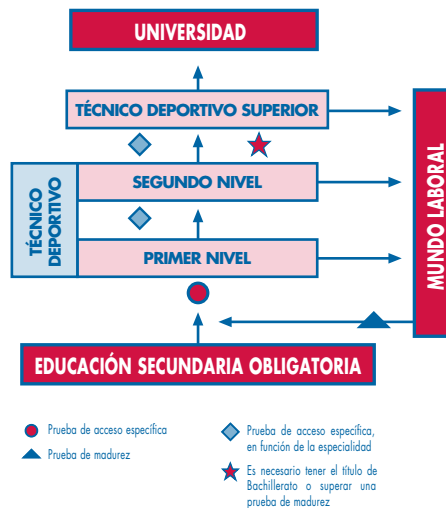 UNIVERSIDAD
TÉCNICO DEPORTIVO SUPERIOR
SEGUNDO NIVEL
TÉCNICO
DEPORTIVO
PRIMER NIVEL
MUNDO LABORAL
EDUCACIÓN SECUNDARIA OBLIGATORIA
Prueba de acceso específica
Prueba de madurez
Prueba de acceso específica,
en función de la especialidad
Es necesario tener el título de
Bachillerato o superar una
prueba de madurez